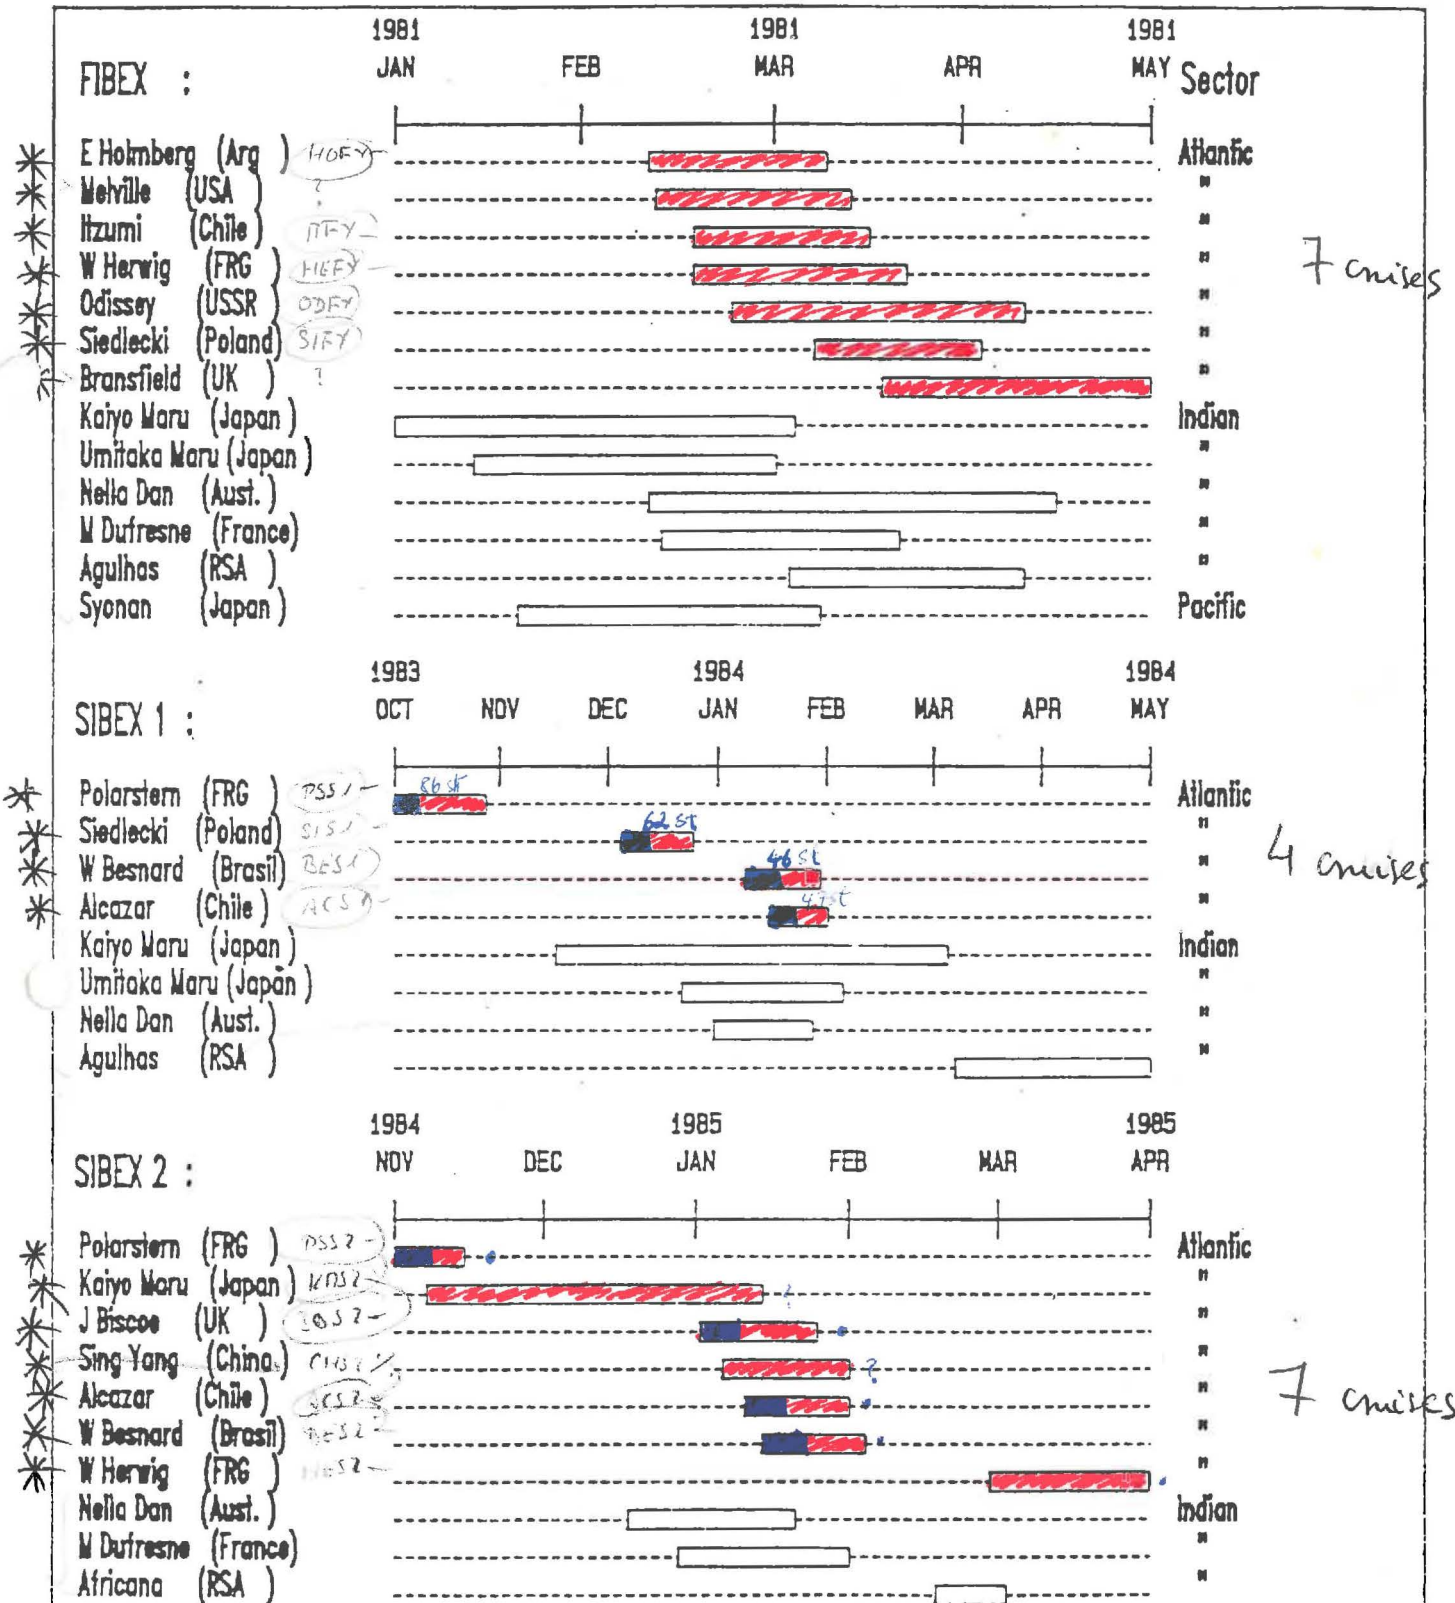 1981 1981 1981
FIBEX : JAN FEB MAR APR MAY Sector
E Holmberg (Arg ) HOFY Atlantic
Melville (USA ) ? "
Itzumi (Chile ) ITFY "
W Herwig (FRG ) HEFY "
7 cruises
Odissey (USSR ) ODFY "
Siedlecki (Poland) SIFY "
Bransfield (UK ) ? "
Kaiyo Maru (Japan ) Indian
Umitaka Maru (Japan ) "
Nella Dan (Aust. ) "
M Dufresne (France) "
Agulhas (RSA ) "
Syonan (Japan ) Pacific
1983 1984 1984
SIBEX 1 : OCT NOV DEC JAN FEB MAR APR MAY
Polarstern (FRG ) PSS1 86 st Atlantic
Siedlecki (Poland) SIS1 62 st "
W Besnard (Brasil) BES1 46 st "
4 cruises
Alcazar (Chile ) ACS1 47 st "
Kaiyo Maru (Japan ) Indian
Umitaka Maru (Japan ) "
Nella Dan (Aust. ) "
Agulhas (RSA ) "
1984 1985 1985
SIBEX 2 : NOV DEC JAN FEB MAR APR
Polarstern (FRG ) PSS2 Atlantic
Kaiyo Maru (Japan ) KMS2 ? "
J Biscoe (UK ) "
Sing Yang (China ) CHS2 ? "
Alcazar (Chile ) ACS2 "
7 cruises
W Besnard (Brasil) BES2 "
W Herwig (FRG ) HES2 "
Nella Dan (Aust. ) Indian
M Dufresne (France) "
Africana (RSA ) "